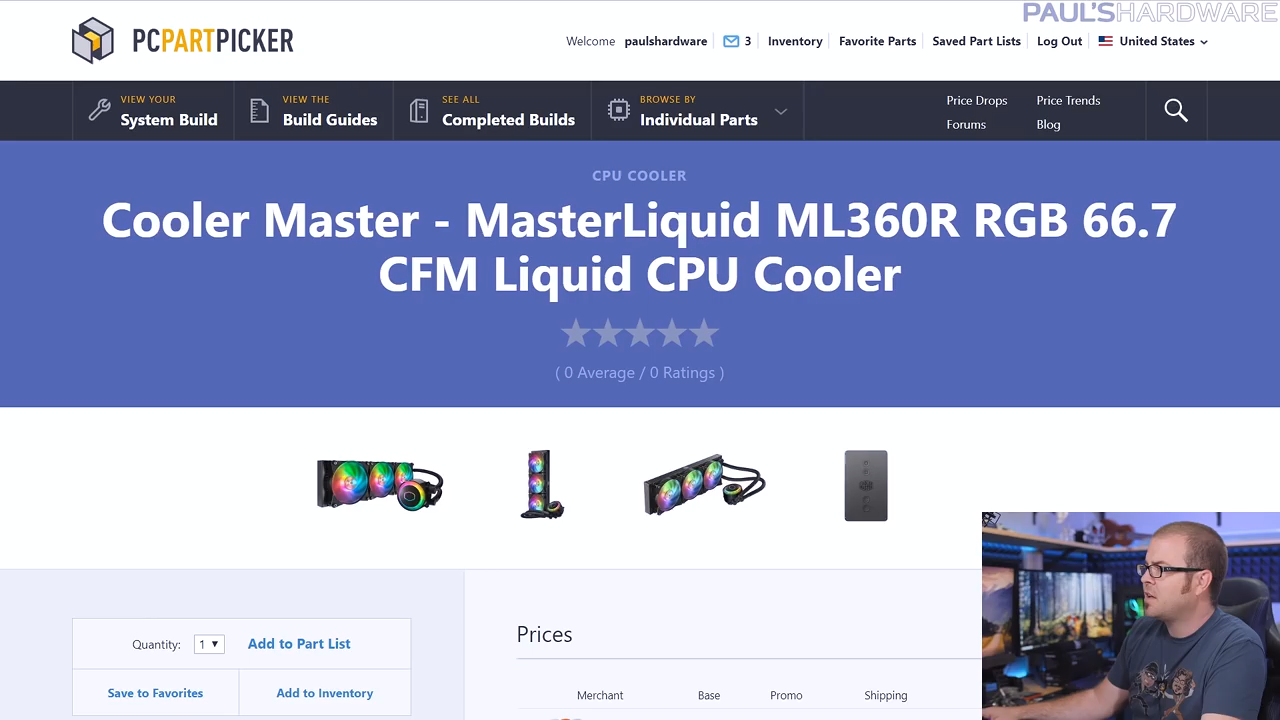 PAUL'SHARDWARE
PCPARTPICKER
Welcome paulshardware 3 Inventory Favorite Parts Saved Part Lists Log Out United States
VIEW YOUR
System Build
VIEW THE
Build Guides
SEE ALL
Completed Builds
BROWSE BY
Individual Parts
Price Drops Price Trends
Forums Blog
CPU COOLER
Cooler Master - MasterLiquid ML360R RGB 66.7
CFM Liquid CPU Cooler
( 0 Average / 0 Ratings )
Quantity: 1 Add to Part List
Save to Favorites Add to Inventory
Prices
Merchant Base Promo Shipping